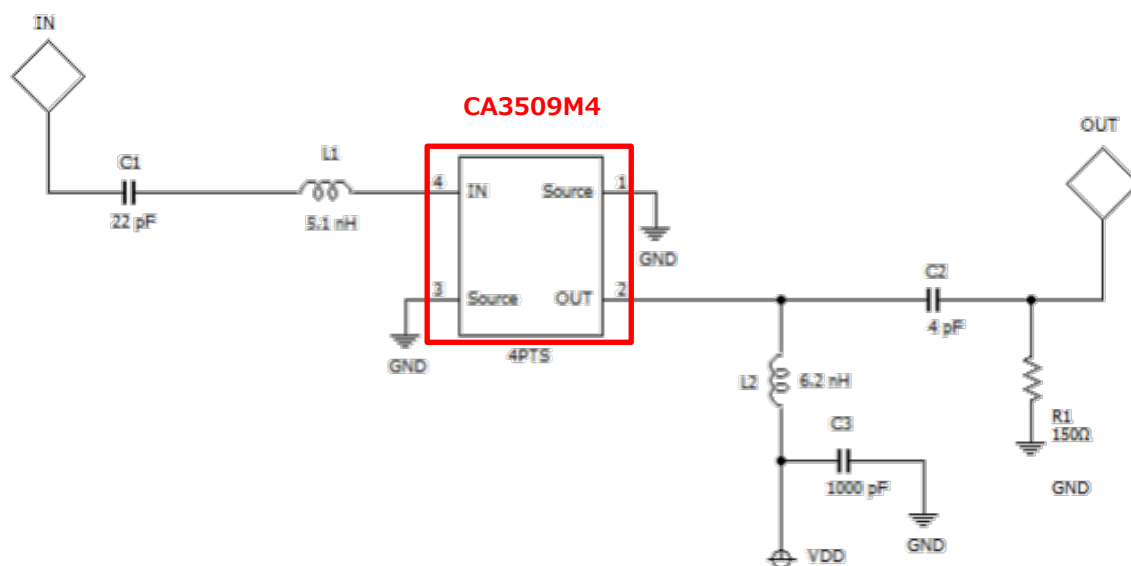 IN
CA3509M4
OUT
C1
22 pF
L1
5.1 nH
4
IN
Source
1
GND
3
Source
OUT
2
GND
4PTS
C2
4 pF
L2
6.2 nH
R1
150Ω
GND
C3
1000 pF
GND
VDD